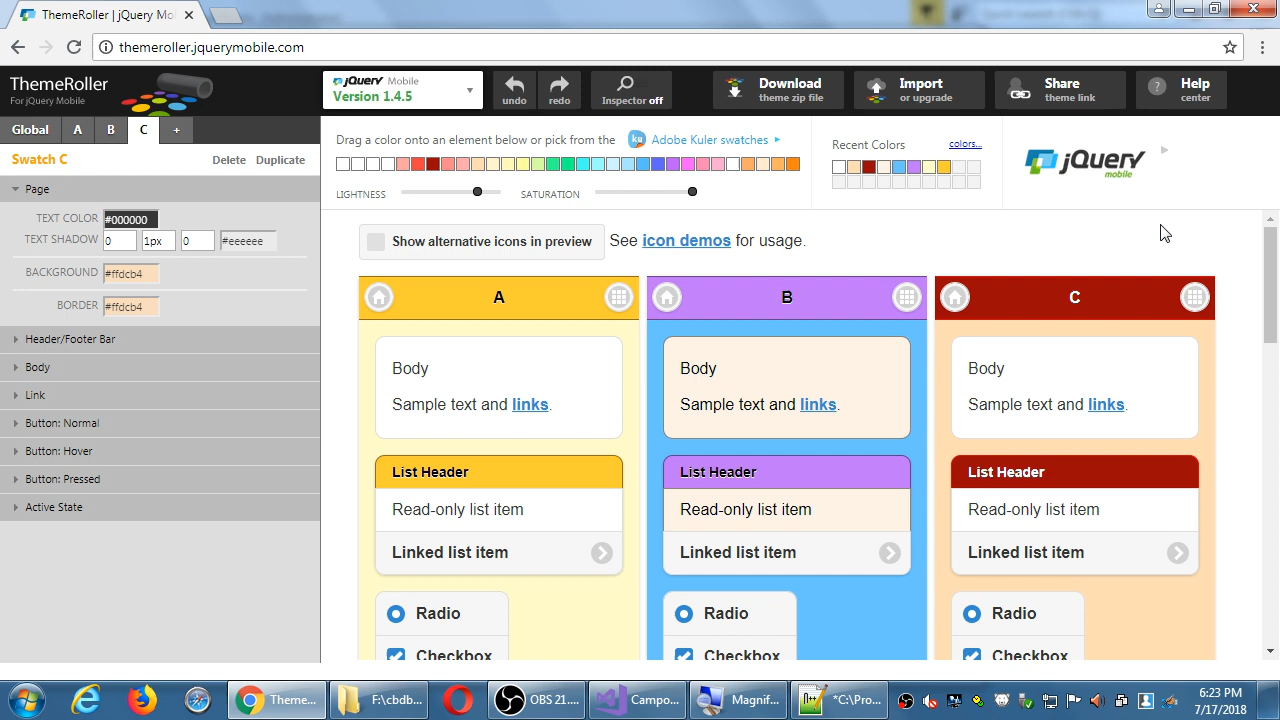 ThemeRoller | jQuery Mo
themeroller.jquerymobile.com
ThemeRoller
For jQuery Mobile
jQuery Mobile
Version 1.4.5
undo
redo
Inspector off
Download
theme zip file
Import
or upgrade
Share
theme link
Help
center
Global
A
B
C
+
Swatch C
Delete
Duplicate
Page
TEXT COLOR #000000
TEXT SHADOW 0 1px 0 #eeeeee
BACKGROUND #ffdcb4
BORDER #ffdcb4
Header/Footer Bar
Body
Link
Button: Normal
Button: Hover
Button: Pressed
Active State
Drag a color onto an element below or pick from the ku Adobe Kuler swatches
LIGHTNESS
SATURATION
Recent Colors
colors...
jQuery
mobile
Show alternative icons in preview
See icon demos for usage.
A
Body
Sample text and links.
List Header
Read-only list item
Linked list item
Radio
Checkbox
B
Body
Sample text and links.
List Header
Read-only list item
Linked list item
Radio
Checkbox
C
Body
Sample text and links.
List Header
Read-only list item
Linked list item
Radio
Checkbox
Theme...
F:\cbdb...
OBS 21....
Campo...
Magnif...
*C:\Pro...
6:23 PM
7/17/2018